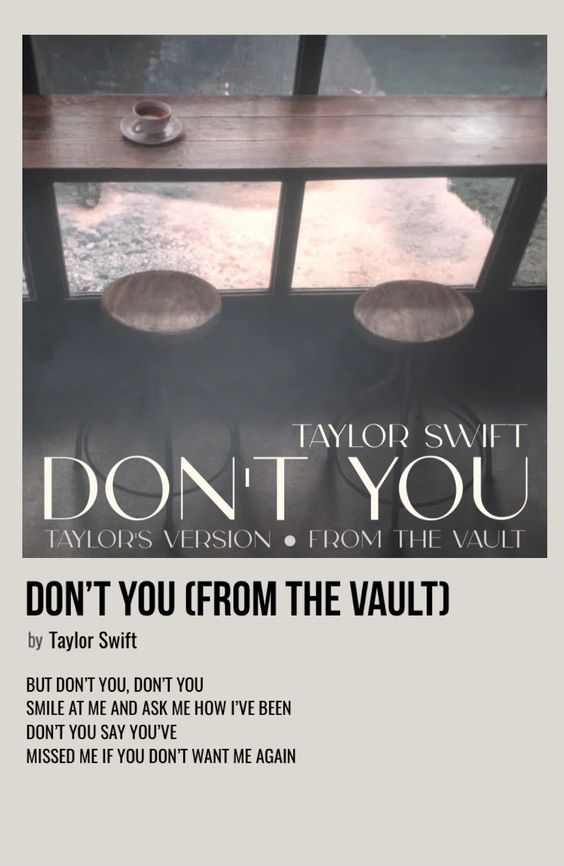 TAYLOR SWIFT
DON'T YOU
TAYLOR'S VERSION ● FROM THE VAULT
DON'T YOU (FROM THE VAULT)
by Taylor Swift
BUT DON'T YOU, DON'T YOU
SMILE AT ME AND ASK ME HOW I'VE BEEN
DON'T YOU SAY YOU'VE
MISSED ME IF YOU DON'T WANT ME AGAIN